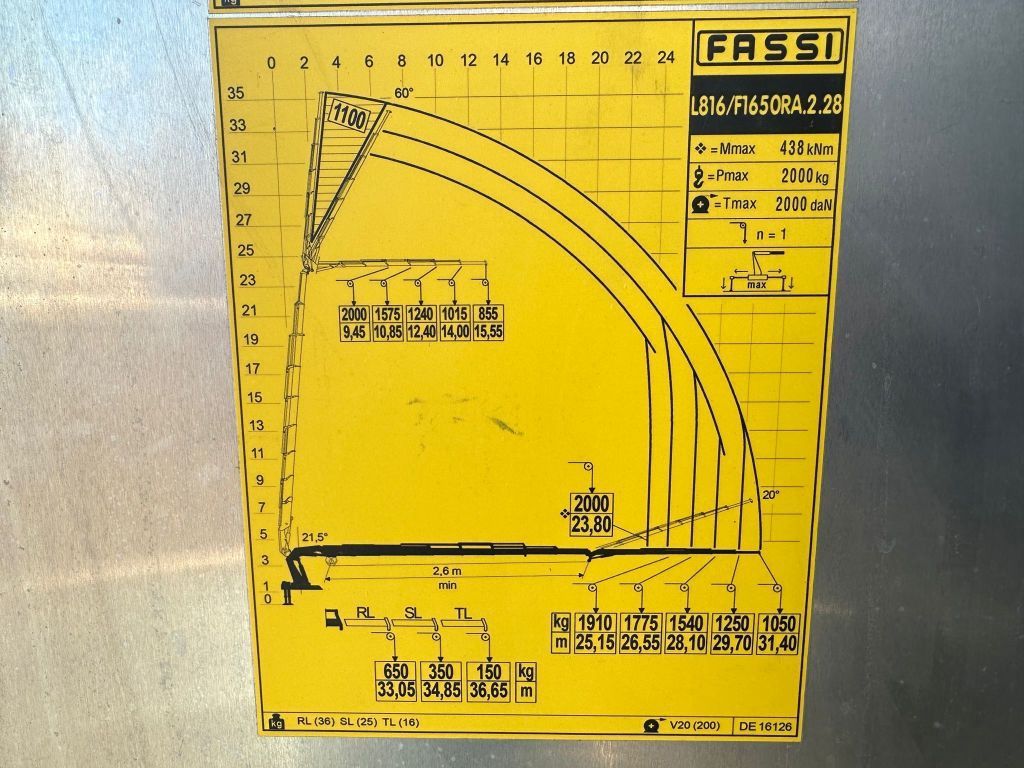 kg
FASSI
L816/F1650RA.2.28
❖ = Mmax 438 kNm
= Pmax 2000 kg
= Tmax 2000 daN
n = 1
max
0 2 4 6 8 10 12 14 16 18 20 22 24
35
33
31
29
27
25
23
21
19
17
15
13
11
9
7
5
3
1
0
60°
1100
2000 1575 1240 1015 855
9,45 10,85 12,40 14,00 15,55
20°
❖ 2000
23,80
21,5°
2,6 m
min
kg 1910 1775 1540 1250 1050
m 25,15 26,55 28,10 29,70 31,40
RL SL TL
650 350 150 kg
33,05 34,85 36,65 m
kg RL (36) SL (25) TL (16)
V20 (200) DE 16126